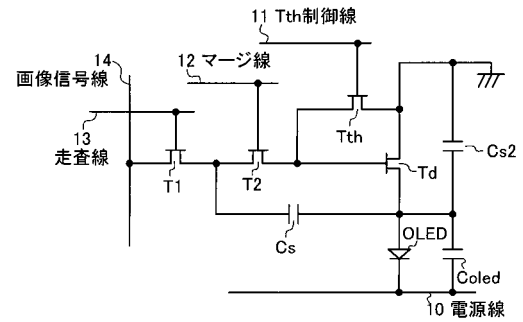 11 Tth制御線
14
12 マージ線
画像信号線
13
走査線
Tth
T1
T2
Td
Cs2
Cs
OLED
Coled
10 電源線